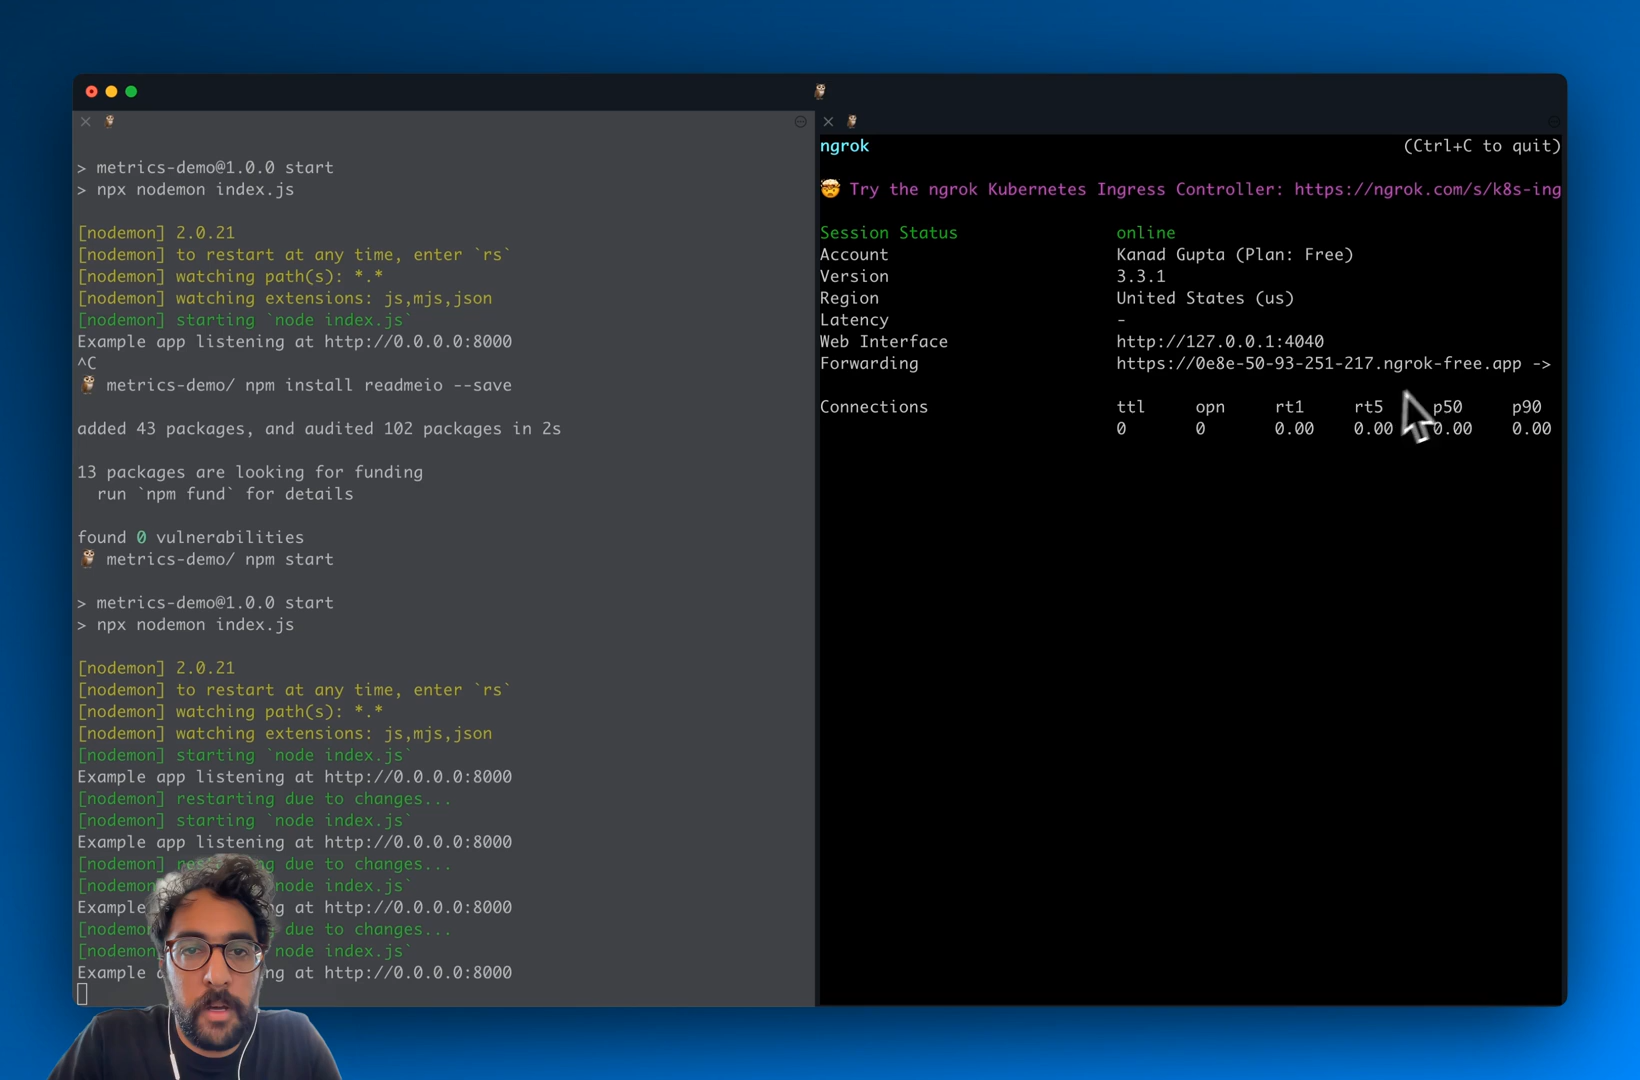 > metrics-demo@1.0.0 start
> npx nodemon index.js
[nodemon] 2.0.21
[nodemon] to restart at any time, enter `rs`
[nodemon] watching path(s): *.*
[nodemon] watching extensions: js,mjs,json
[nodemon] starting `node index.js`
Example app listening at http://0.0.0.0:8000
^C
metrics-demo/ npm install readmeio --save
added 43 packages, and audited 102 packages in 2s
13 packages are looking for funding
run `npm fund` for details
found 0 vulnerabilities
metrics-demo/ npm start
> metrics-demo@1.0.0 start
> npx nodemon index.js
[nodemon] 2.0.21
[nodemon] to restart at any time, enter `rs`
[nodemon] watching path(s): *.*
[nodemon] watching extensions: js,mjs,json
[nodemon] starting `node index.js`
Example app listening at http://0.0.0.0:8000
[nodemon] restarting due to changes...
[nodemon] starting `node index.js`
Example app listening at http://0.0.0.0:8000
[nodemon] due to changes...
[nodemon] node index.js`
Example at http://0.0.0.0:8000
due to changes...
node index.js`
Example at http://0.0.0.0:8000
ngrok (Ctrl+C to quit)
Try the ngrok Kubernetes Ingress Controller: https://ngrok.com/s/k8s-ing
Session Status online
Account Kanad Gupta (Plan: Free)
Version 3.3.1
Region United States (us)
Latency -
Web Interface http://127.0.0.1:4040
Forwarding https://0e8e-50-93-251-217.ngrok-free.app ->
Connections ttl opn rt1 rt5 p50 p90
0 0 0.00 0.00 0.00 0.00